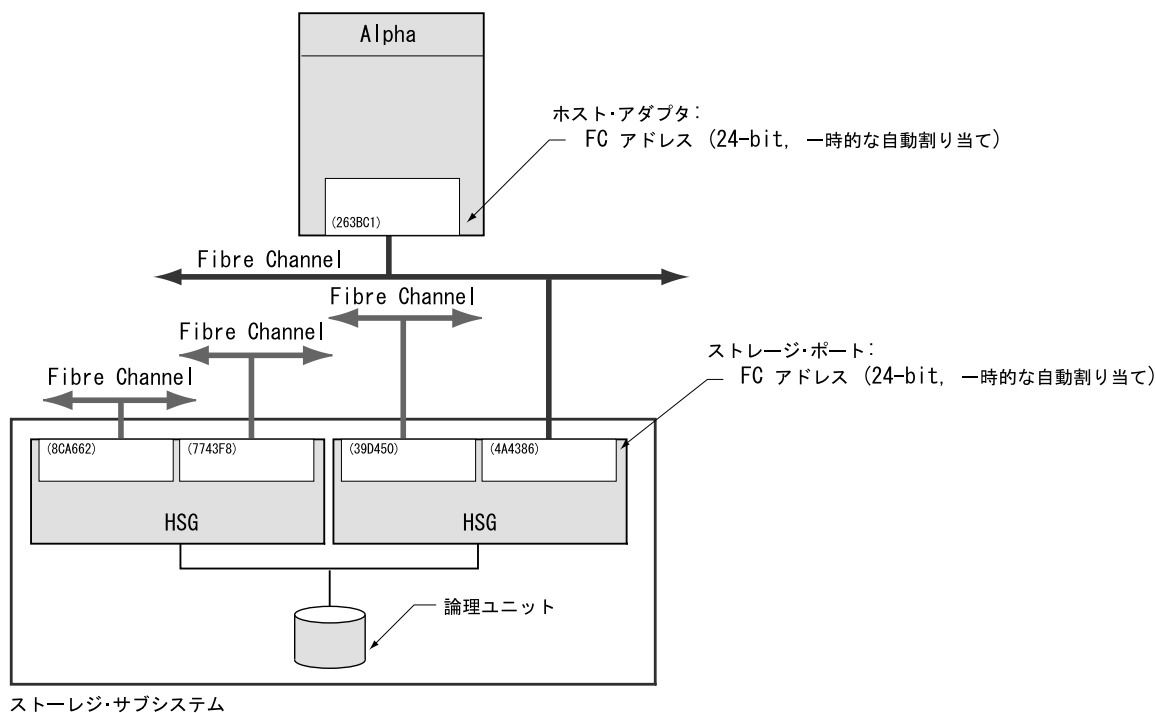 Alpha
ホスト・アダプタ:
FC アドレス (24-bit, 一時的な自動割り当て)
(263BC1)
Fibre Channel
Fibre Channel
Fibre Channel
Fibre Channel
ストレージ・ポート:
FC アドレス (24-bit, 一時的な自動割り当て)
(8CA662)
(7743F8)
(39D450)
(4A4386)
HSG
HSG
論理ユニット
ストーレジ・サブシステム